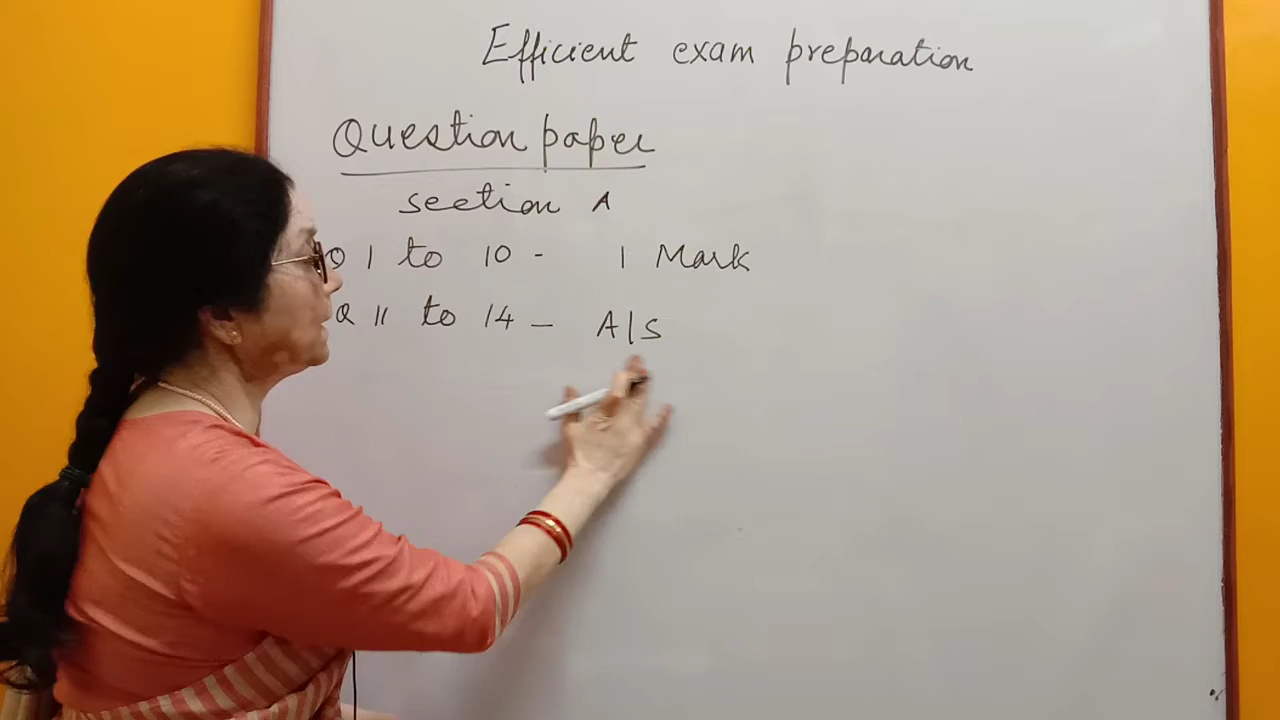 Efficient exam preparation
Question paper
section A
Q 1 to 10 - 1 Mark
Q 11 to 14 - A|S